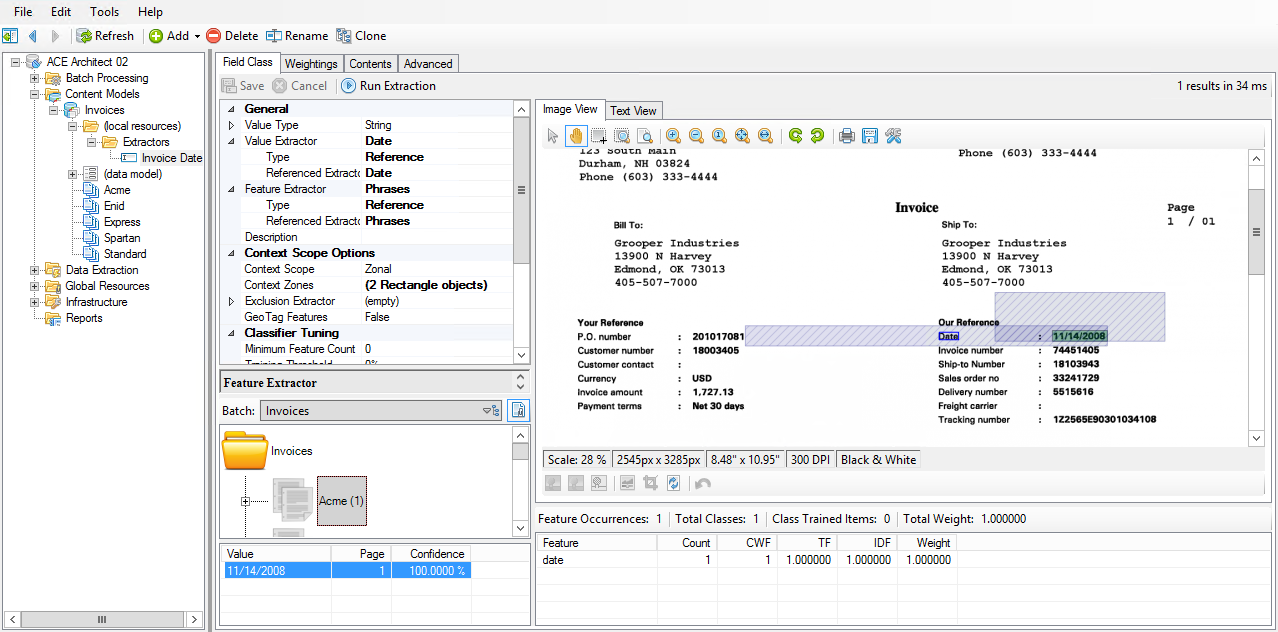 File Edit Tools Help
Refresh Add Delete Rename Clone
ACE Architect 02
Batch Processing
Content Models
Invoices
(local resources)
Extractors
Invoice Date
(data model)
Acme
Enid
Express
Spartan
Standard
Data Extraction
Global Resources
Infrastructure
Reports
Field Class Weightings Contents Advanced
Save Cancel Run Extraction 1 results in 34 ms
General
Value Type String
Value Extractor Date
Type Reference
Referenced Extractc Date
Feature Extractor Phrases
Type Reference
Referenced Extractc Phrases
Description
Context Scope Options
Context Scope Zonal
Context Zones (2 Rectangle objects)
Exclusion Extractor (empty)
GeoTag Features False
Classifier Tuning
Minimum Feature Count 0
Training Threshold 0%
Feature Extractor
Batch: Invoices
Invoices
Acme (1)
Value Page Confidence
11/14/2008 1 100.0000 %
Image View Text View
123 South Main
Durham, NH 03824 Phone (603) 333-4444
Phone (603) 333-4444
Invoice Page
1 / 01
Bill To: Ship To:
Grooper Industries Grooper Industries
13900 N Harvey 13900 N Harvey
Edmond, OK 73013 Edmond, OK 73013
405-507-7000 405-507-7000
Your Reference Our Reference
P.O. number : 201017081 Date : 11/14/2008
Customer number : 18003405 Invoice number : 74451405
Customer contact : Ship-to Number : 18103943
Currency : USD Sales order no : 33241729
Invoice amount : 1,727.13 Delivery number : 5515616
Payment terms : Net 30 days Freight carrier :
Tracking number : 1Z2565E90301034108
Scale: 28 % 2545px x 3285px 8.48" x 10.95" 300 DPI Black & White
Feature Occurrences: 1 Total Classes: 1 Class Trained Items: 0 Total Weight: 1.000000
Feature Count CWF TF IDF Weight
date 1 1 1.000000 1.000000 1.000000